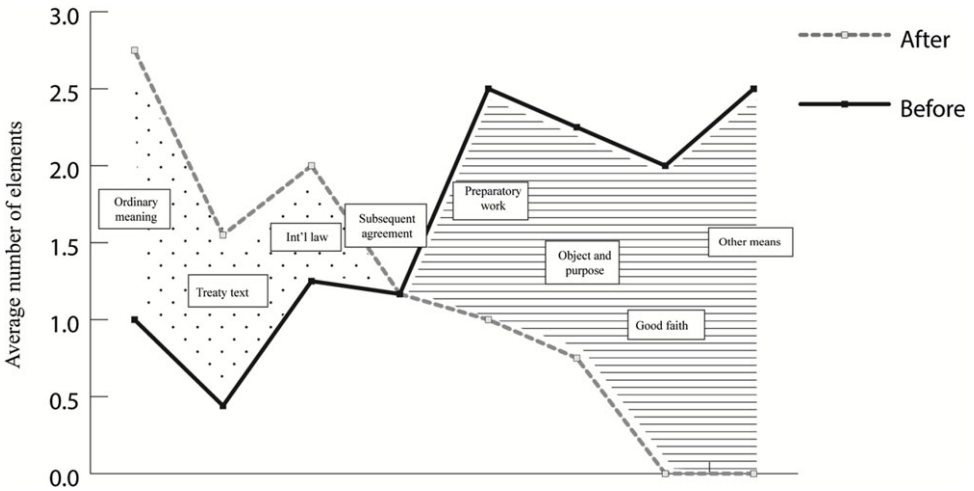 3.0
2.5
2.0
1.5
1.0
0.5
0.0
Average number of elements
After
Before
Ordinary
meaning
Treaty text
Int'l law
Subsequent
agreement
Preparatory
work
Object and
purpose
Good faith
Other means